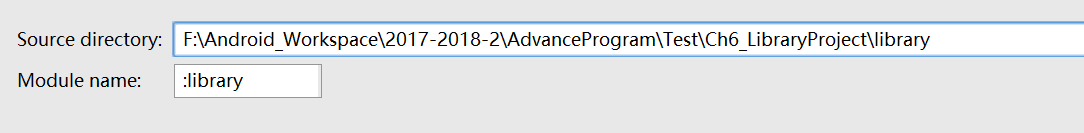 Source directory: F:\Android_Workspace\2017-2018-2\AdvanceProgram\Test\Ch6_LibraryProject\library
Module name: :library